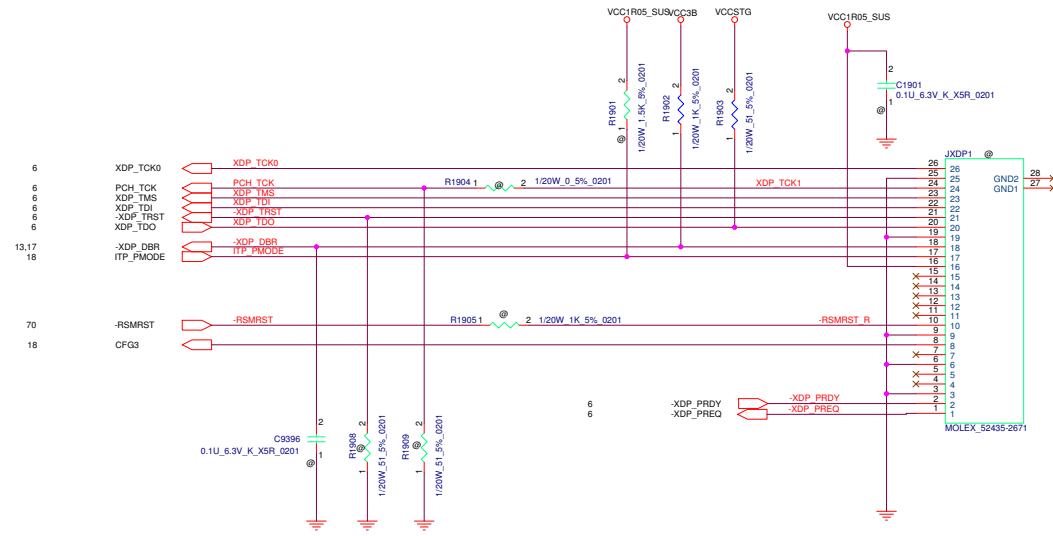 VCC1R05_SUS
VCC3B
VCCSTG
VCC1R05_SUS
2
R1901
1/20W_1.5K_5%_0201
@
1
2
R1902
1/20W_1K_5%_0201
1
2
R1903
1/20W_51_5%_0201
1
2
C1901
0.1U_6.3V_K_X5R_0201
@
1
JXDP1 @
6 XDP_TCK0 XDP_TCK0 26 26
25 25
6 PCH_TCK PCH_TCK R1904 1 @ 2 1/20W_0_5%_0201 XDP_TCK1 24 24
6 XDP_TMS XDP_TMS 23 23
6 XDP_TDI XDP_TDI 22 22
6 -XDP_TRST -XDP_TRST 21 21
6 XDP_TDO XDP_TDO 20 20
19 19
13,17 -XDP_DBR -XDP_DBR 18 18
18 ITP_PMODE ITP_PMODE 17 17
16 16
15 15
14 14
13 13
12 12
11 11
70 -RSMRST -RSMRST R1905 1 @ 2 1/20W_1K_5%_0201 -RSMRST_R 10 10
9 9
18 CFG3 8 8
7 7
6 6
5 5
4 4
3 3
6 -XDP_PRDY -XDP_PRDY 2 2
6 -XDP_PREQ -XDP_PREQ 1 1
GND2 28
GND1 27
MOLEX_52435-2671
2
C9396
0.1U_6.3V_K_X5R_0201
1
@
2
R1908
@
1/20W_51_5%_0201
1
2
R1909
@
1/20W_51_5%_0201
1